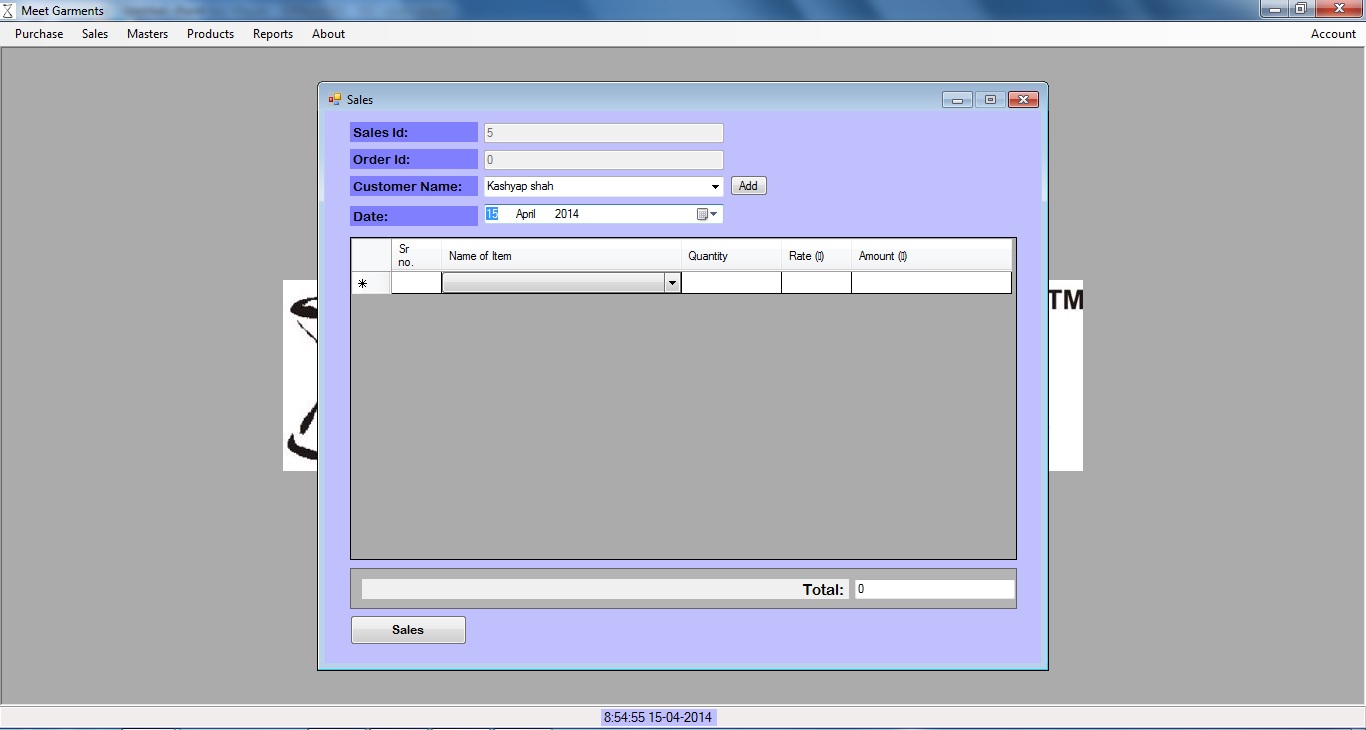 Meet Garments
Purchase Sales Masters Products Reports About Account
Sales
Sales Id: 5
Order Id: 0
Customer Name: Kashyap shah Add
Date: 15 April 2014
Sr no. Name of Item Quantity Rate (▯) Amount (▯)
TM
Total: 0
Sales
8:54:55 15-04-2014